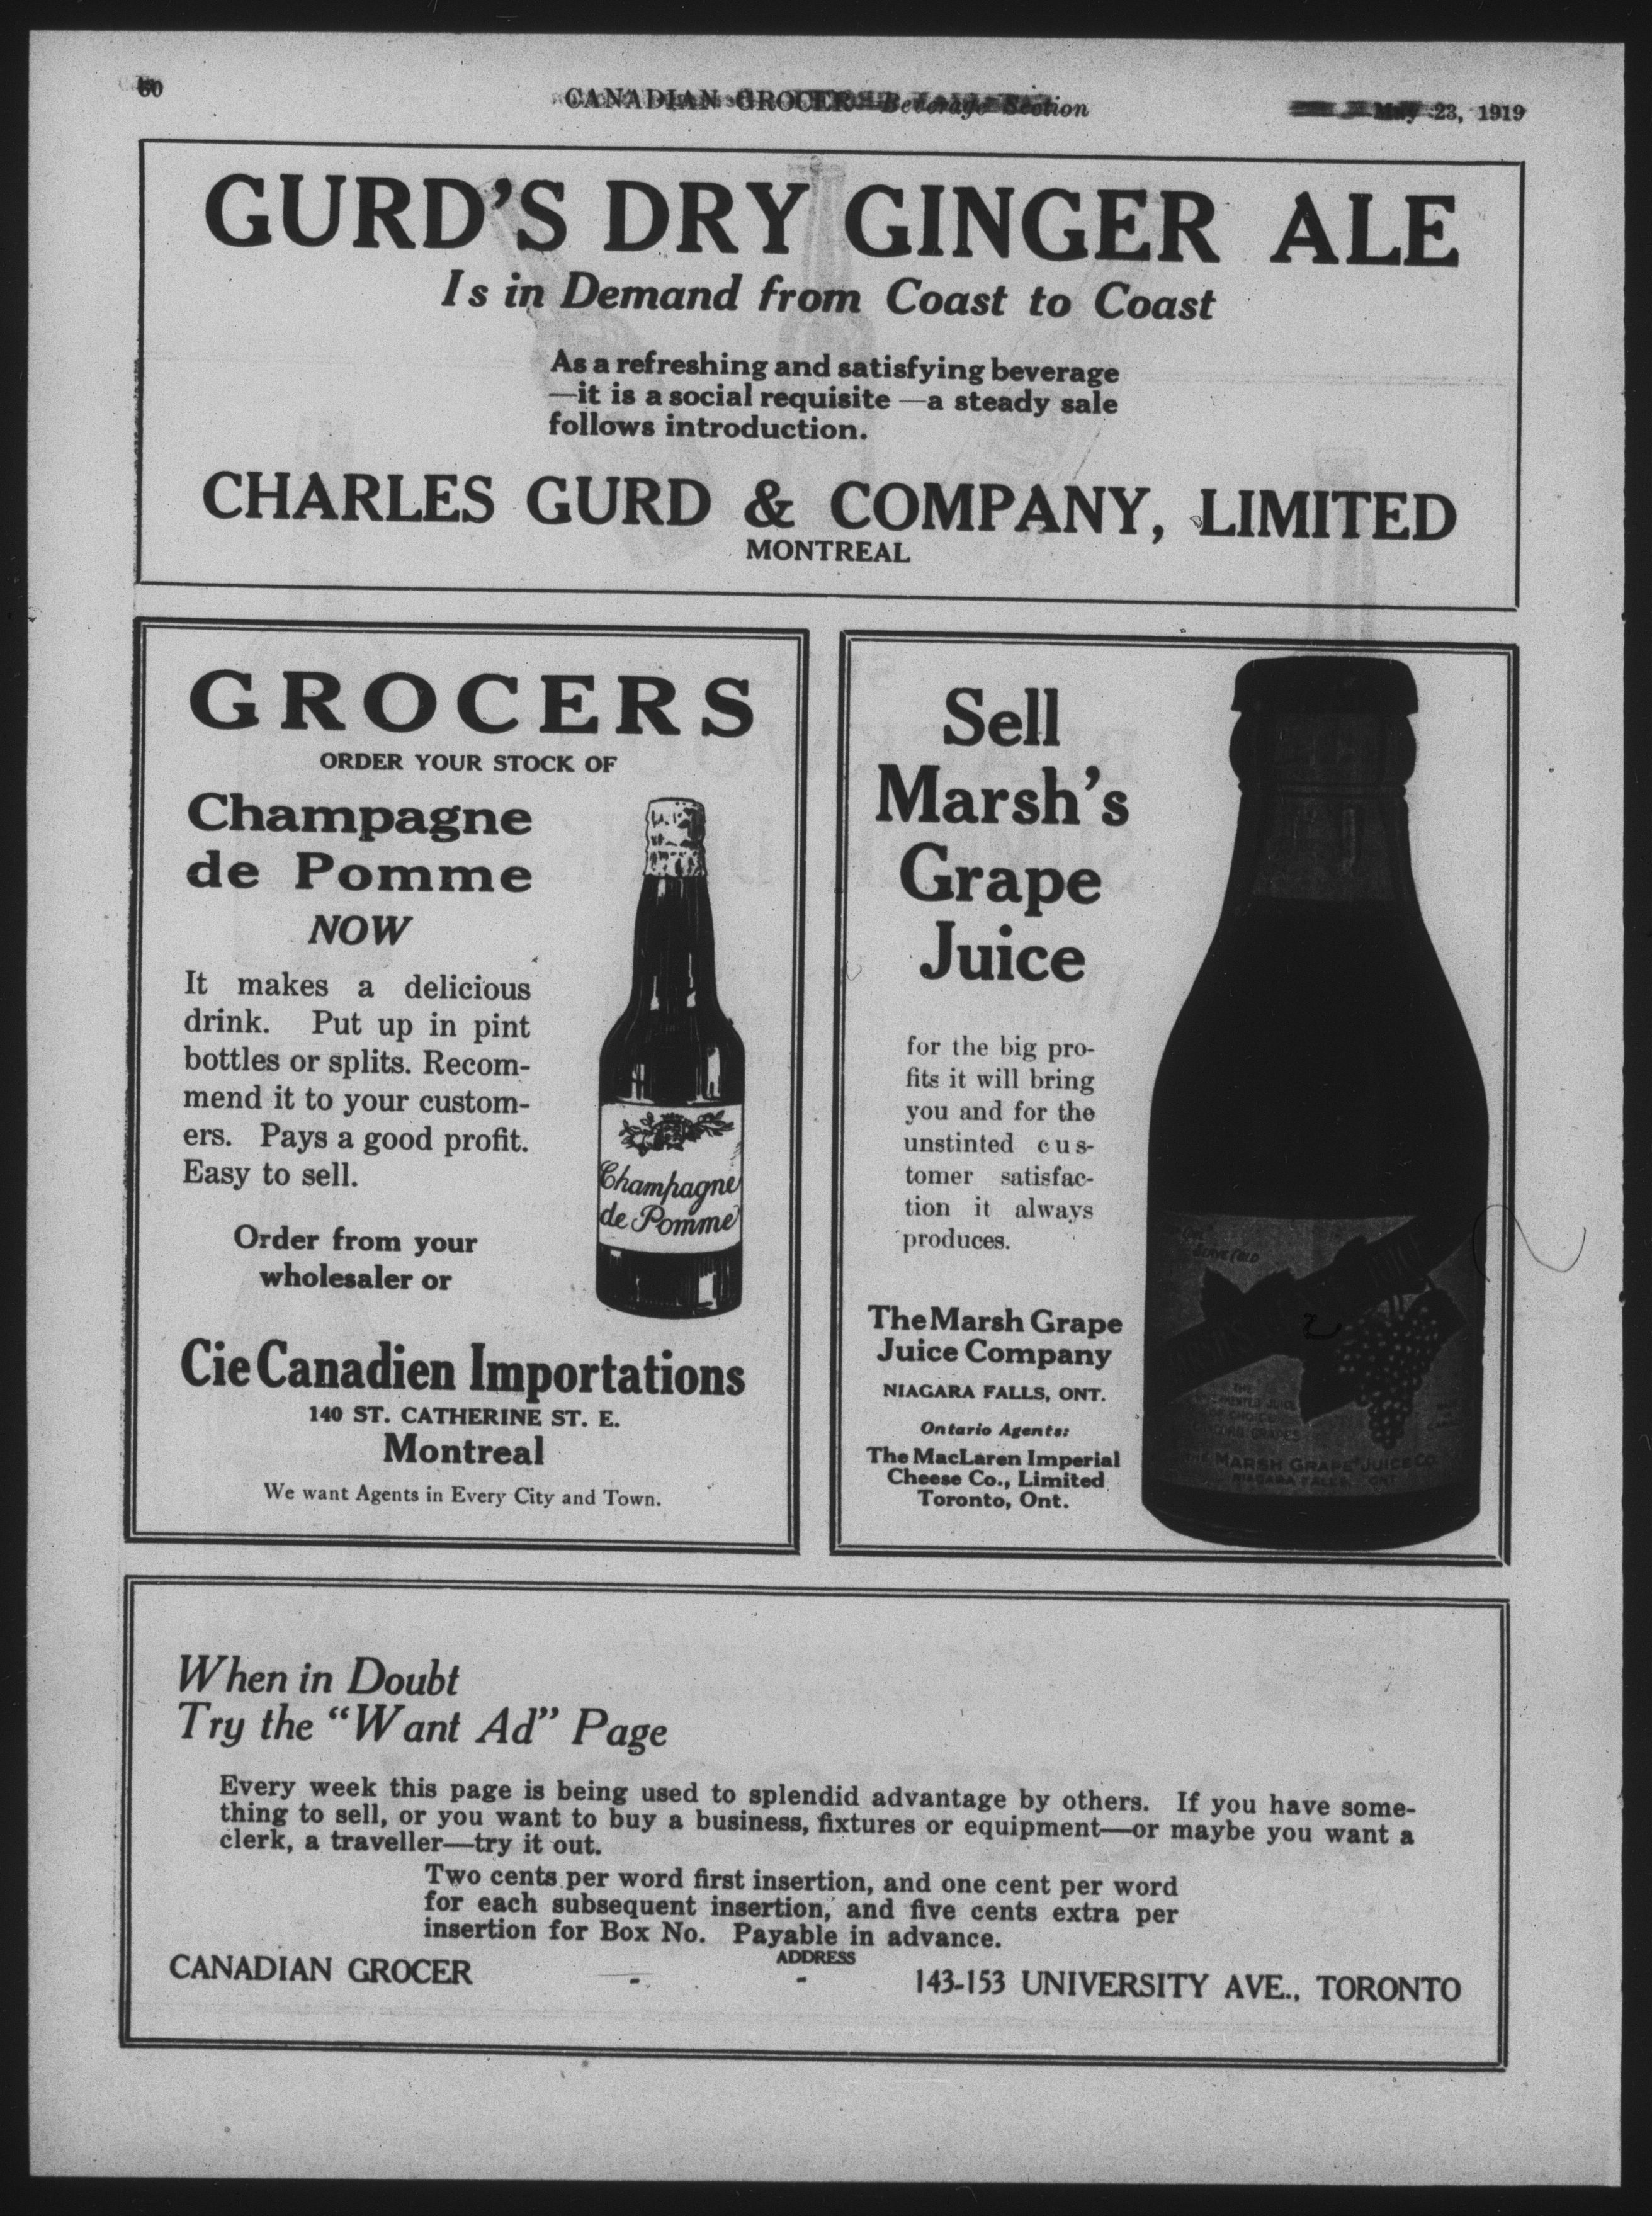 60
CANADIAN GROCER—Beverage Section
May 23, 1919
GURD'S DRY GINGER ALE
Is in Demand from Coast to Coast
As a refreshing and satisfying beverage
—it is a social requisite—a steady sale
follows introduction.
CHARLES GURD & COMPANY, LIMITED
MONTREAL
GROCERS
ORDER YOUR STOCK OF
Champagne
de Pomme
NOW
It makes a delicious
drink. Put up in pint
bottles or splits. Recom-
mend it to your custom-
ers. Pays a good profit.
Easy to sell.
Order from your
wholesaler or
Champagne
de Pomme
Cie Canadien Importations
140 ST. CATHERINE ST. E.
Montreal
We want Agents in Every City and Town.
Sell
Marsh's
Grape
Juice
for the big pro-
fits it will bring
you and for the
unstinted cus-
tomer satisfac-
tion it always
produces.
The Marsh Grape
Juice Company
NIAGARA FALLS, ONT.
Ontario Agents:
The MacLaren Imperial
Cheese Co., Limited
Toronto, Ont.
SERVE COLD
THE
JUICE
CHOICE
GRAPES
THE MARSH GRAPE JUICE CO.
NIAGARA FALLS, ONT.
When in Doubt
Try the "Want Ad" Page
Every week this page is being used to splendid advantage by others. If you have some-
thing to sell, or you want to buy a business, fixtures or equipment—or maybe you want a
clerk, a traveller—try it out.
Two cents per word first insertion, and one cent per word
for each subsequent insertion, and five cents extra per
insertion for Box No. Payable in advance.
ADDRESS
CANADIAN GROCER - - 143-153 UNIVERSITY AVE., TORONTO